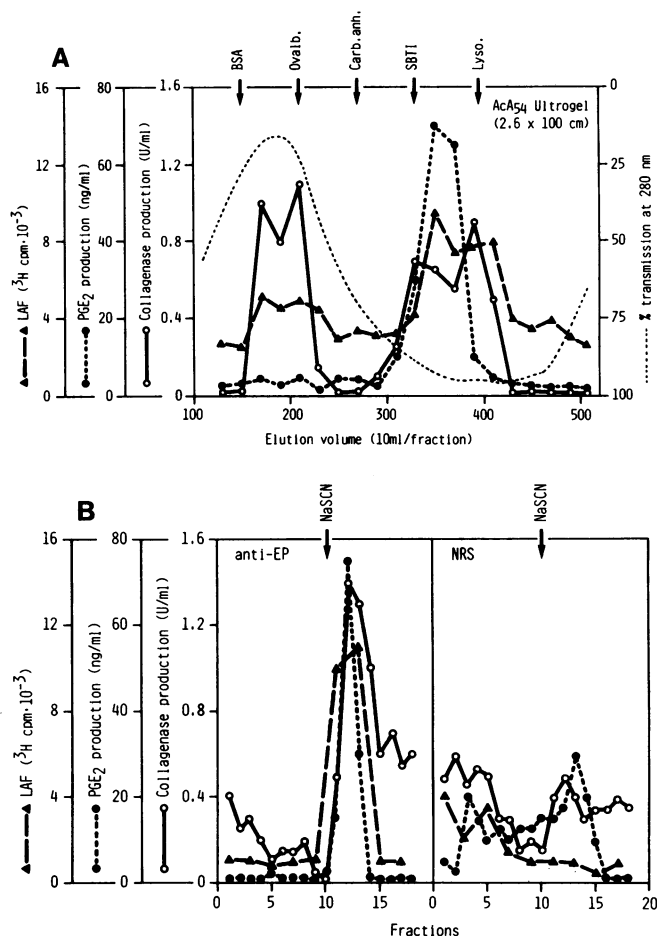 A
BSA
Ovalb.
Carb.anh.
SBTI
Lyso.
16
80
1.6
0
AcA54 Ultrogel
(2.6 x 100 cm)
12
60
1.2
25
8
40
0.8
50
4
20
0.4
75
0
0
0
100
LAF (³H cpm·10⁻³)
PGE₂ production (ng/ml)
Collagenase production (U/ml)
% transmission at 280 nm
100
200
300
400
500
Elution volume (10ml/fraction)
B
NaSCN
NaSCN
16
80
1.6
anti-EP
NRS
12
60
1.2
8
40
0.8
4
20
0.4
0
0
0
LAF (³H cpm·10⁻³)
PGE₂ production (ng/ml)
Collagenase production (U/ml)
0
5
10
15
0
5
10
15
20
Fractions